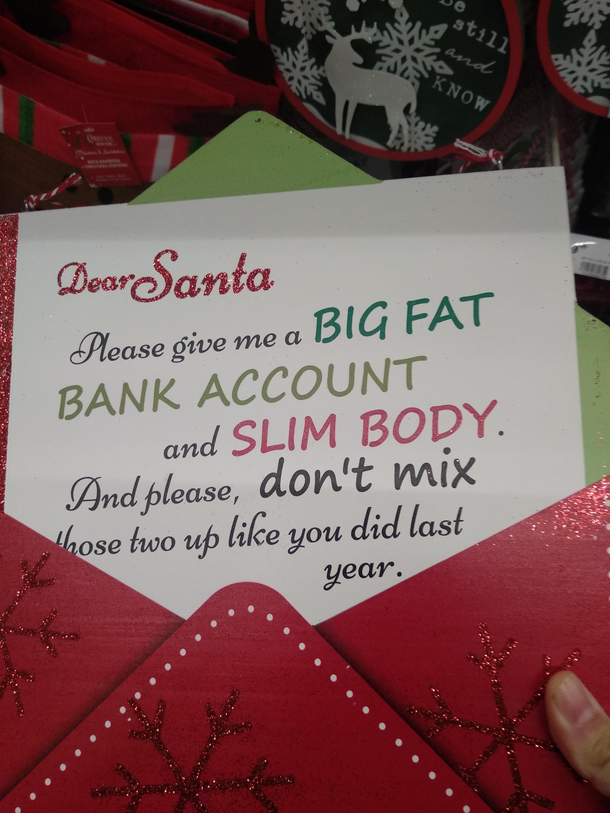 Be still
and
KNOW
Dear Santa
Please give me a BIG FAT
BANK ACCOUNT
and SLIM BODY.
And please, don't mix
those two up like you did last
year.